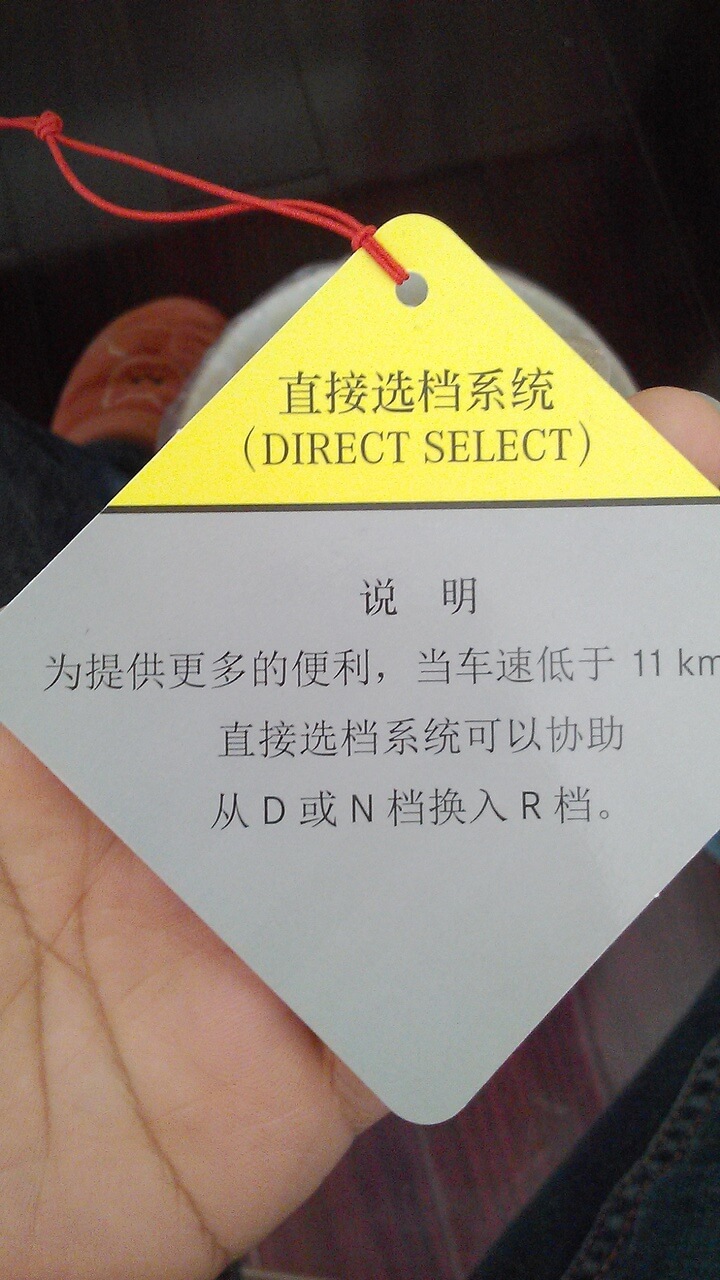 直接选档系统
(DIRECT SELECT)
说 明
为提供更多的便利，当车速低于 11 km
直接选档系统可以协助
从 D 或 N 档换入 R 档。